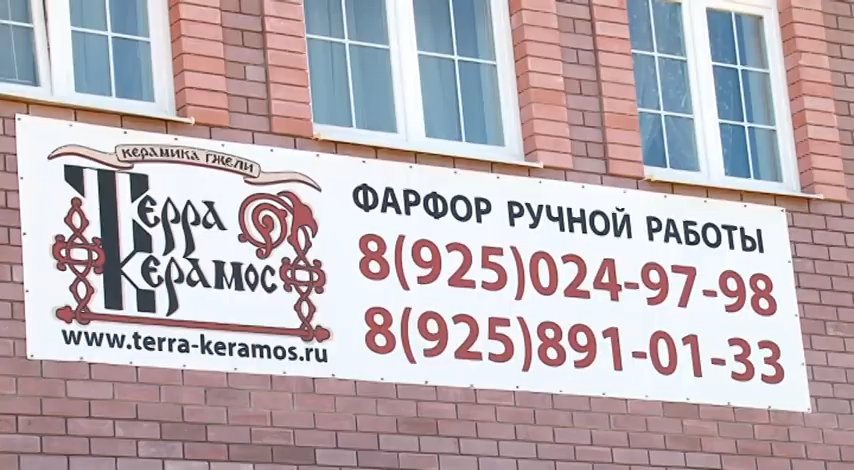 КЕРАМИКА ГЖЕЛИ
ТЕРРА
КЕРАМОС
www.terra-keramos.ru
ФАРФОР РУЧНОЙ РАБОТЫ
8(925)024-97-98
8(925)891-01-33